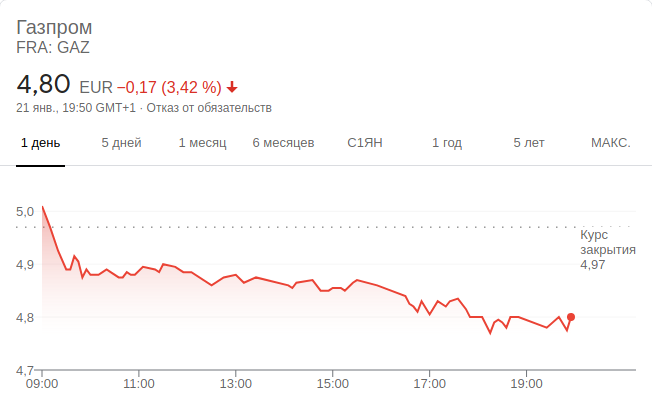 Газпром
FRA: GAZ
4,80 EUR −0,17 (3,42 %)
21 янв., 19:50 GMT+1 · Отказ от обязательств
1 день 5 дней 1 месяц 6 месяцев С1ЯН 1 год 5 лет МАКС.
5,0
Курс
закрытия
4,97
4,9
4,8
4,7
09:00 11:00 13:00 15:00 17:00 19:00